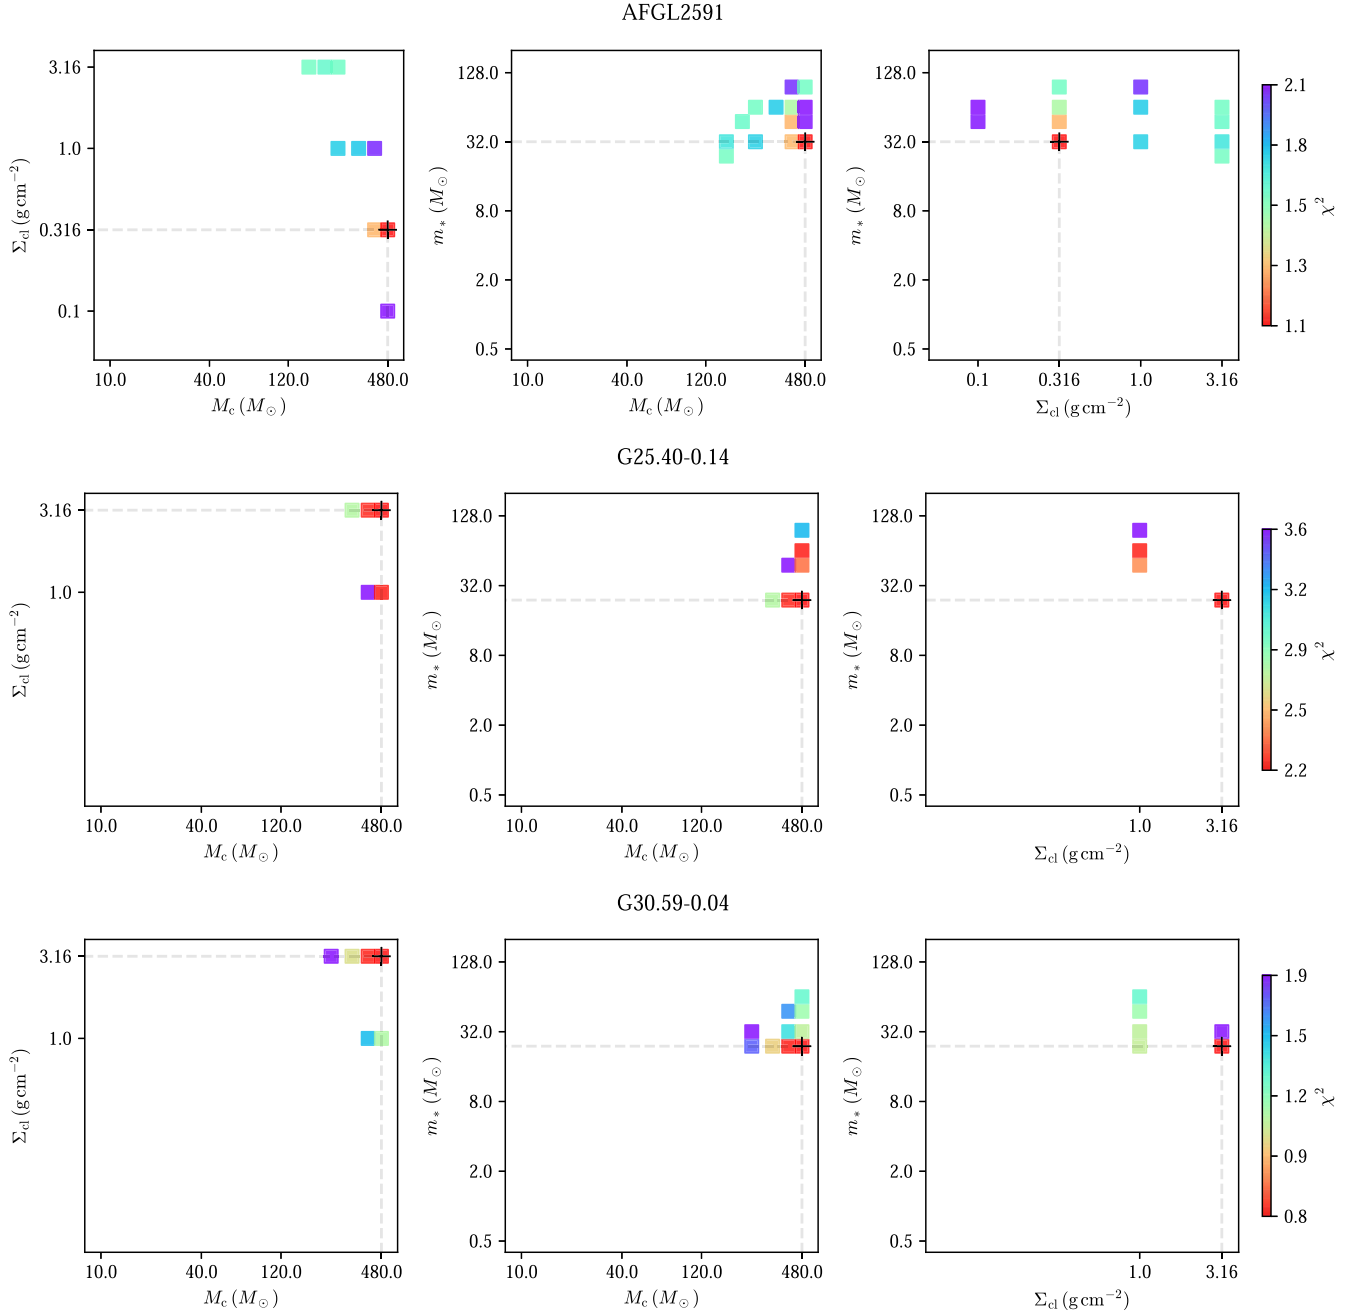 AFGL2591
3.16
1.0
0.316
0.1
Σcl (g cm−2)
10.0 40.0 120.0 480.0
Mc (M⊙)
128.0
32.0
8.0
2.0
0.5
m* (M⊙)
10.0 40.0 120.0 480.0
Mc (M⊙)
128.0
32.0
8.0
2.0
0.5
m* (M⊙)
0.1 0.316 1.0 3.16
Σcl (g cm−2)
2.1
1.8
1.5
1.3
1.1
χ2
G25.40-0.14
3.16
1.0
Σcl (g cm−2)
10.0 40.0 120.0 480.0
Mc (M⊙)
128.0
32.0
8.0
2.0
0.5
m* (M⊙)
10.0 40.0 120.0 480.0
Mc (M⊙)
128.0
32.0
8.0
2.0
0.5
m* (M⊙)
1.0 3.16
Σcl (g cm−2)
3.6
3.2
2.9
2.5
2.2
χ2
G30.59-0.04
3.16
1.0
Σcl (g cm−2)
10.0 40.0 120.0 480.0
Mc (M⊙)
128.0
32.0
8.0
2.0
0.5
m* (M⊙)
10.0 40.0 120.0 480.0
Mc (M⊙)
128.0
32.0
8.0
2.0
0.5
m* (M⊙)
1.0 3.16
Σcl (g cm−2)
1.9
1.5
1.2
0.9
0.8
χ2